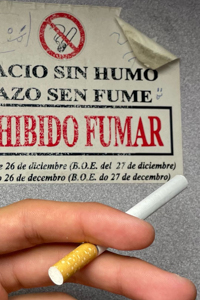 ACIO SIN HUMO
AZO SEN FUME
HIBIDO FUMAR
e 26 de diciembre (B.O.E. del 27 de diciembre)
o 26 de decembro (B.O.E. do 27 de decembro)